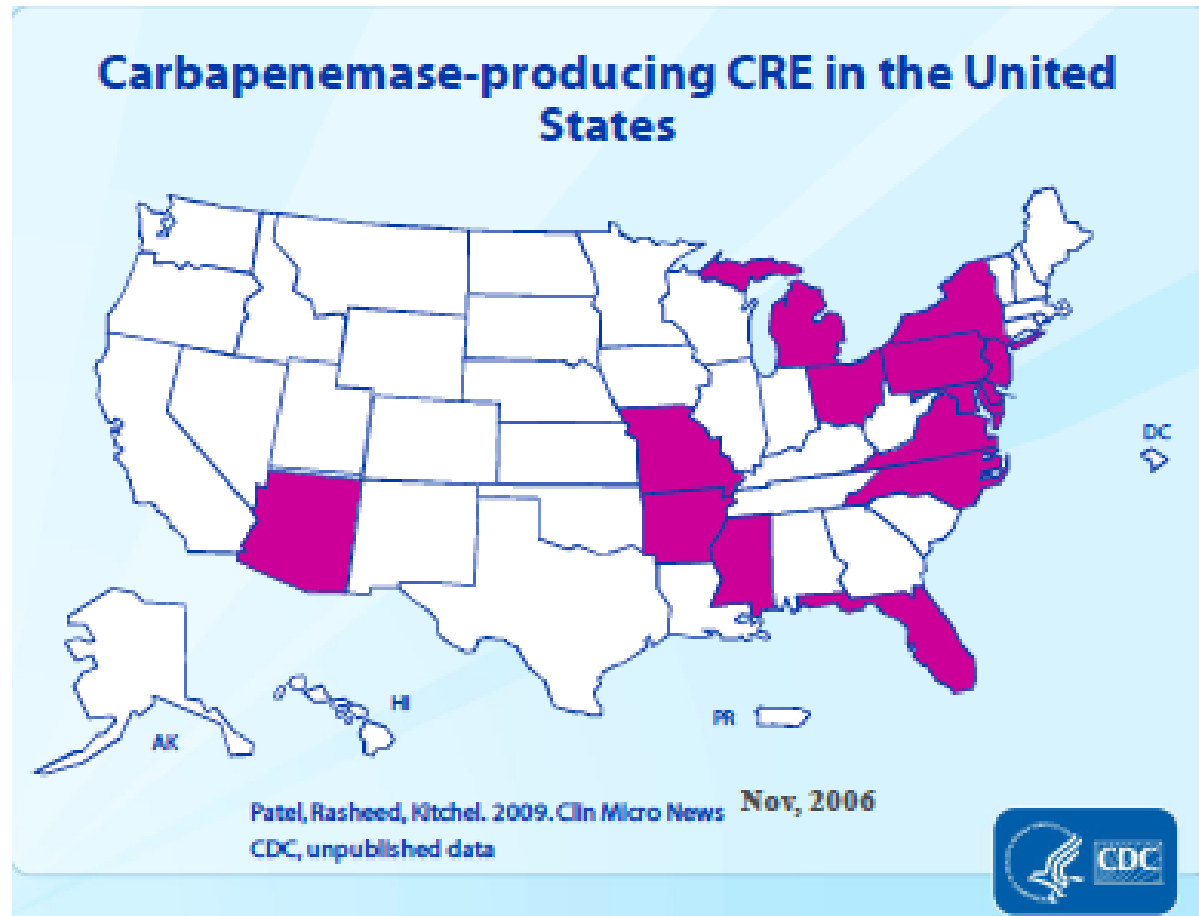 Carbapenemase-producing CRE in the United
States
DC
HI
PR
AK
Patel, Rasheed, Kitchel. 2009. Clin Micro News Nov, 2006
CDC, unpublished data
CDC